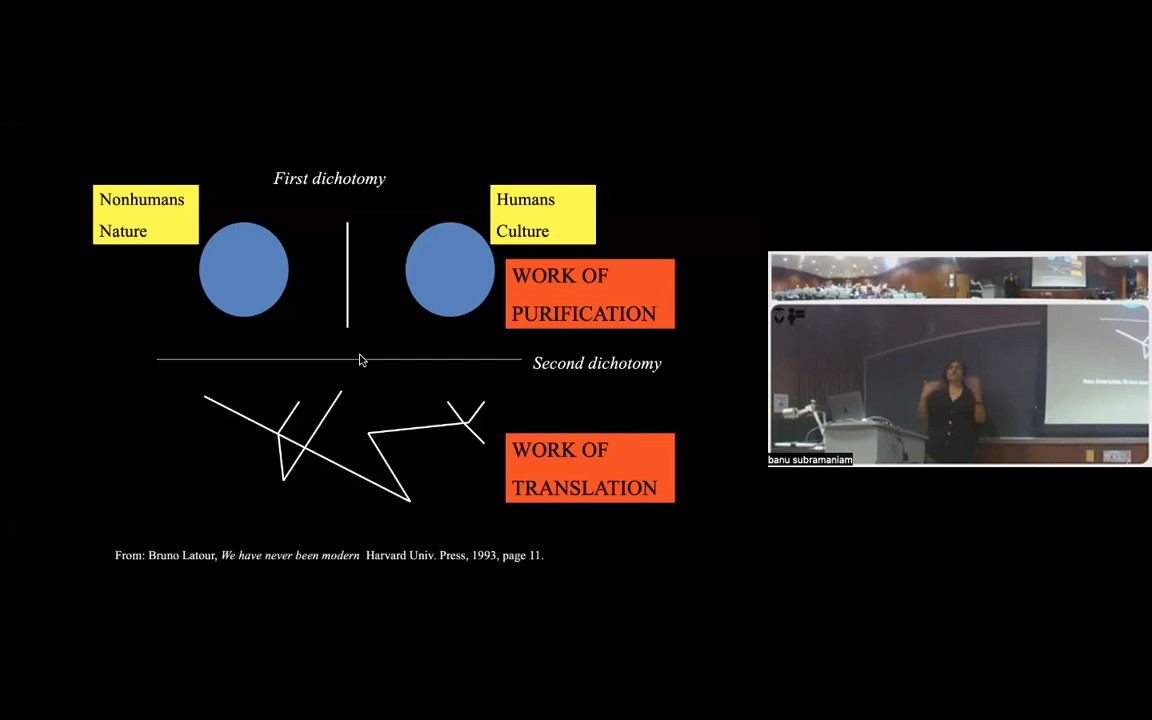 First dichotomy
Nonhumans
Nature
Humans
Culture
WORK OF
PURIFICATION
Second dichotomy
WORK OF
TRANSLATION
From: Bruno Latour, We have never been modern Harvard Univ. Press, 1993, page 11.
banu subramaniam